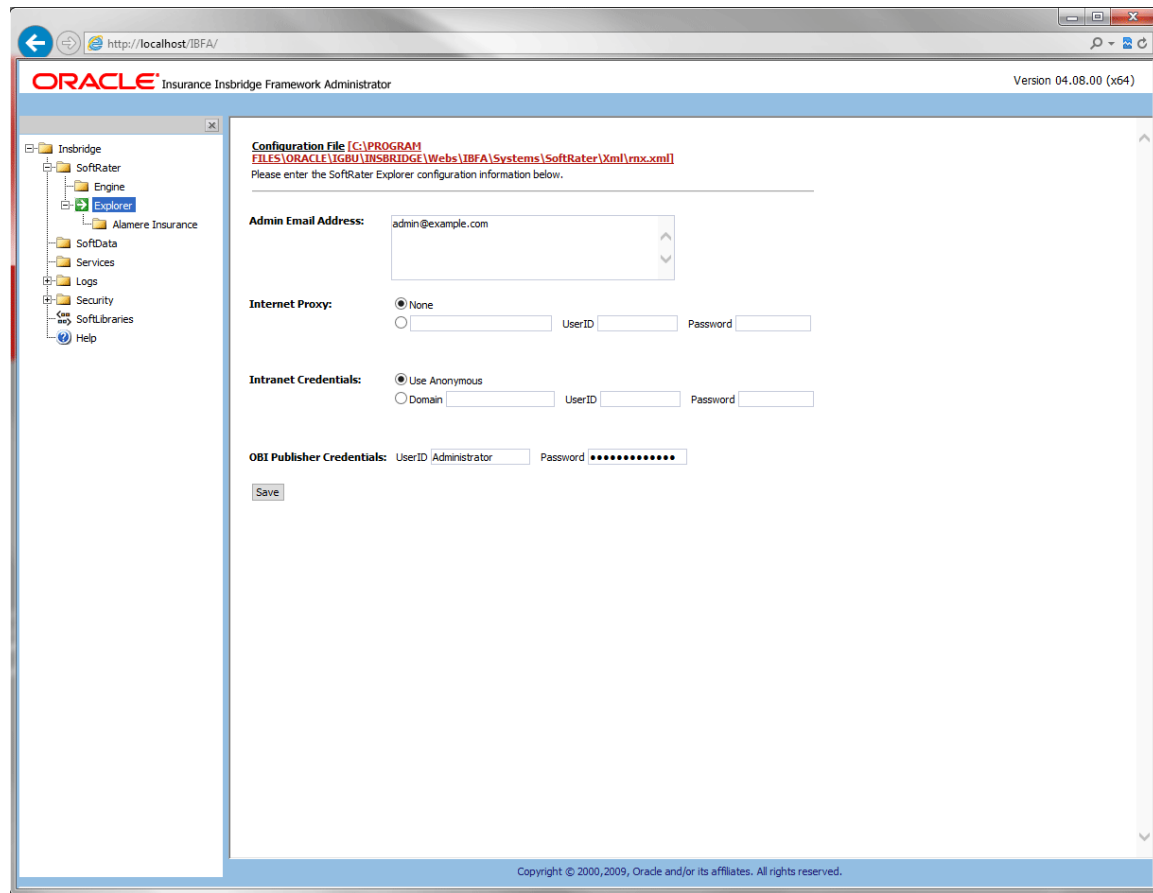 http://localhost/IBFA/
ORACLE Insurance Insbridge Framework Administrator
Version 04.08.00 (x64)
Insbridge
SoftRater
Engine
Explorer
Alamere Insurance
SoftData
Services
Logs
Security
SoftLibraries
Help
Configuration File [C:\PROGRAM
FILES\ORACLE\IGBU\INSBRIDGE\Webs\IBFA\Systems\SoftRater\Xml\rnx.xml]
Please enter the SoftRater Explorer configuration information below.
Admin Email Address: admin@example.com
Internet Proxy: None
UserID Password
Intranet Credentials: Use Anonymous
Domain UserID Password
OBI Publisher Credentials: UserID Administrator Password
Save
Copyright © 2000,2009, Oracle and/or its affiliates. All rights reserved.